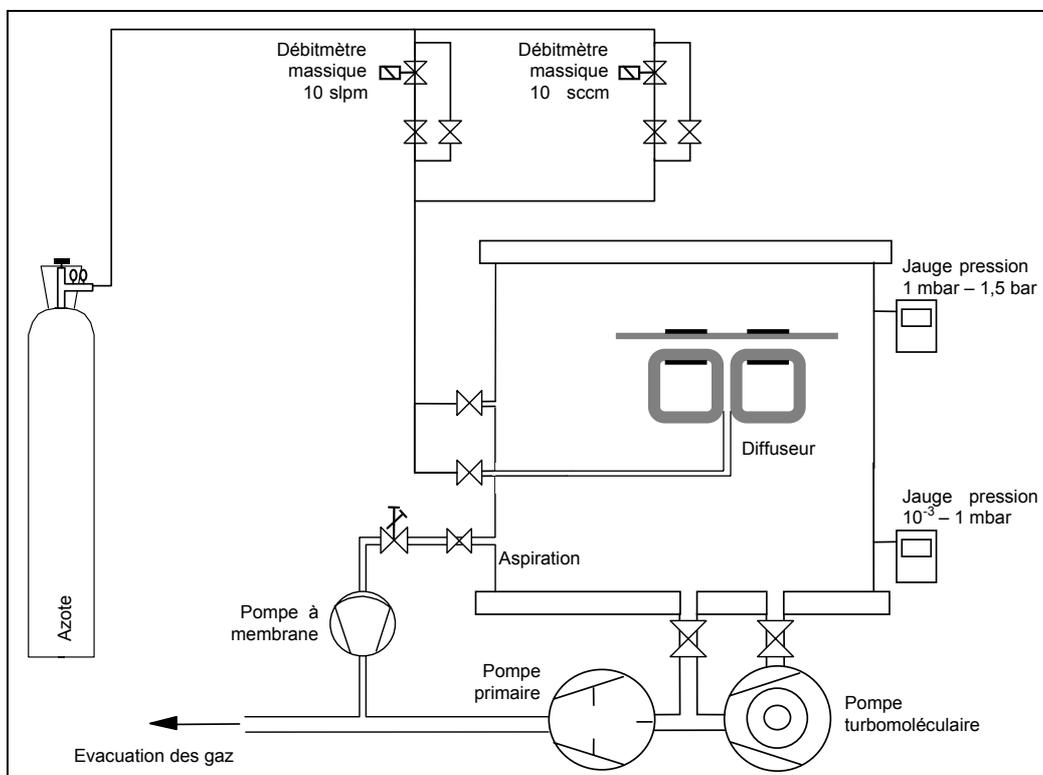 Débitmètre
massique
10 slpm
Débitmètre
massique
10 sccm
Jauge pression
1 mbar – 1,5 bar
Diffuseur
Jauge pression
10⁻³ – 1 mbar
Aspiration
Azote
Pompe à
membrane
Pompe
primaire
Pompe
turbomoléculaire
Evacuation des gaz